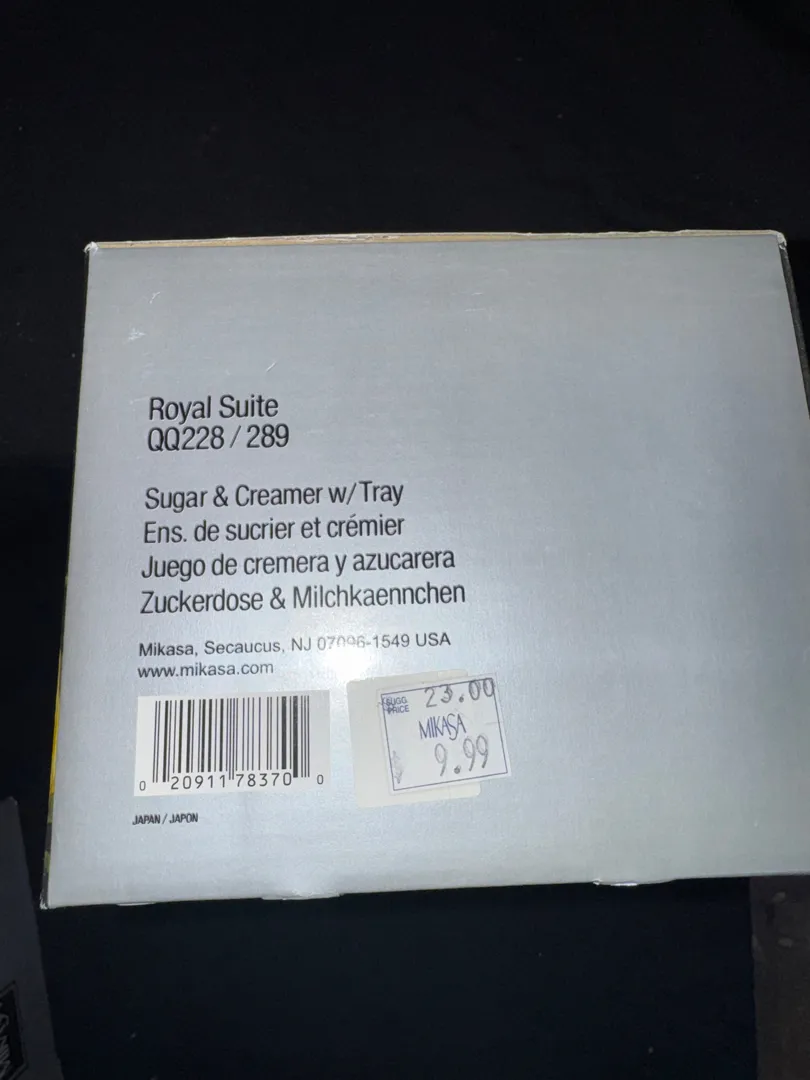 Royal Suite
QQ228 / 289
Sugar & Creamer w/Tray
Ens. de sucrier et crémier
Juego de cremera y azucarera
Zuckerdose & Milchkaennchen
Mikasa, Secaucus, NJ 07096-1549 USA
www.mikasa.com
SUGG. PRICE 23.00
MIKASA
$ 9.99
0 20911 78370 0
JAPAN / JAPON